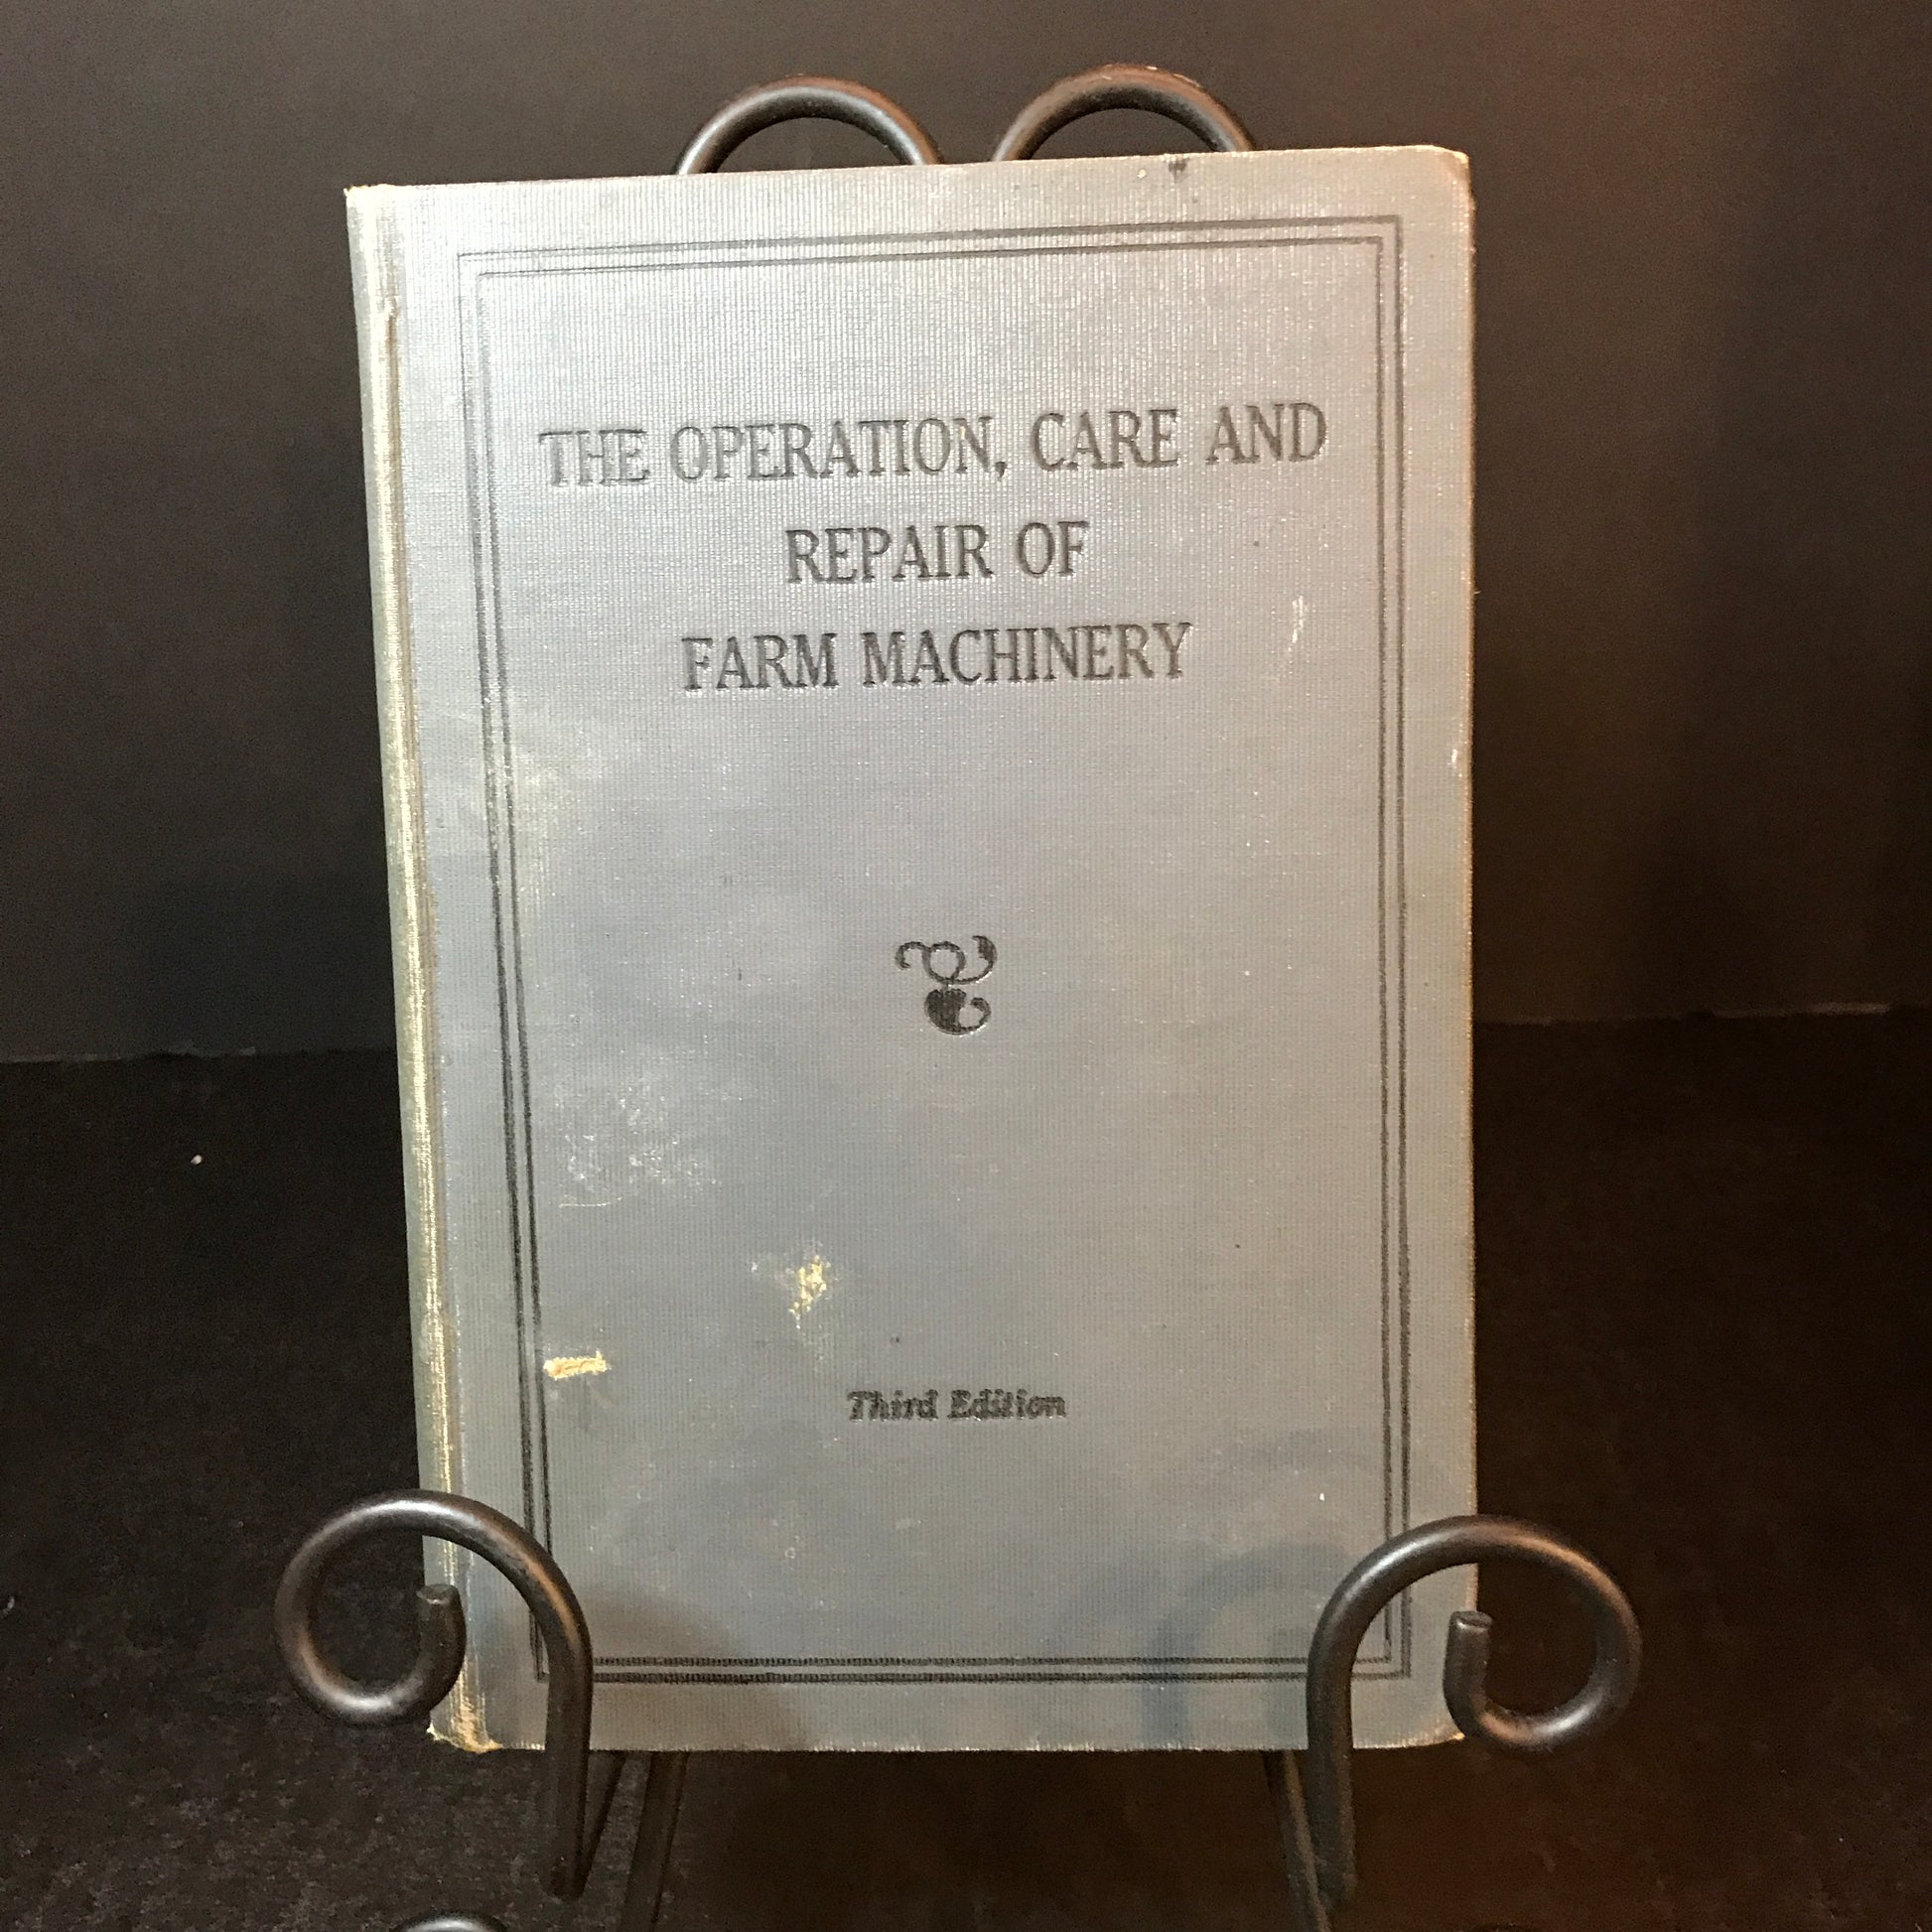 THE OPERATION, CARE AND
REPAIR OF
FARM MACHINERY
Third Edition